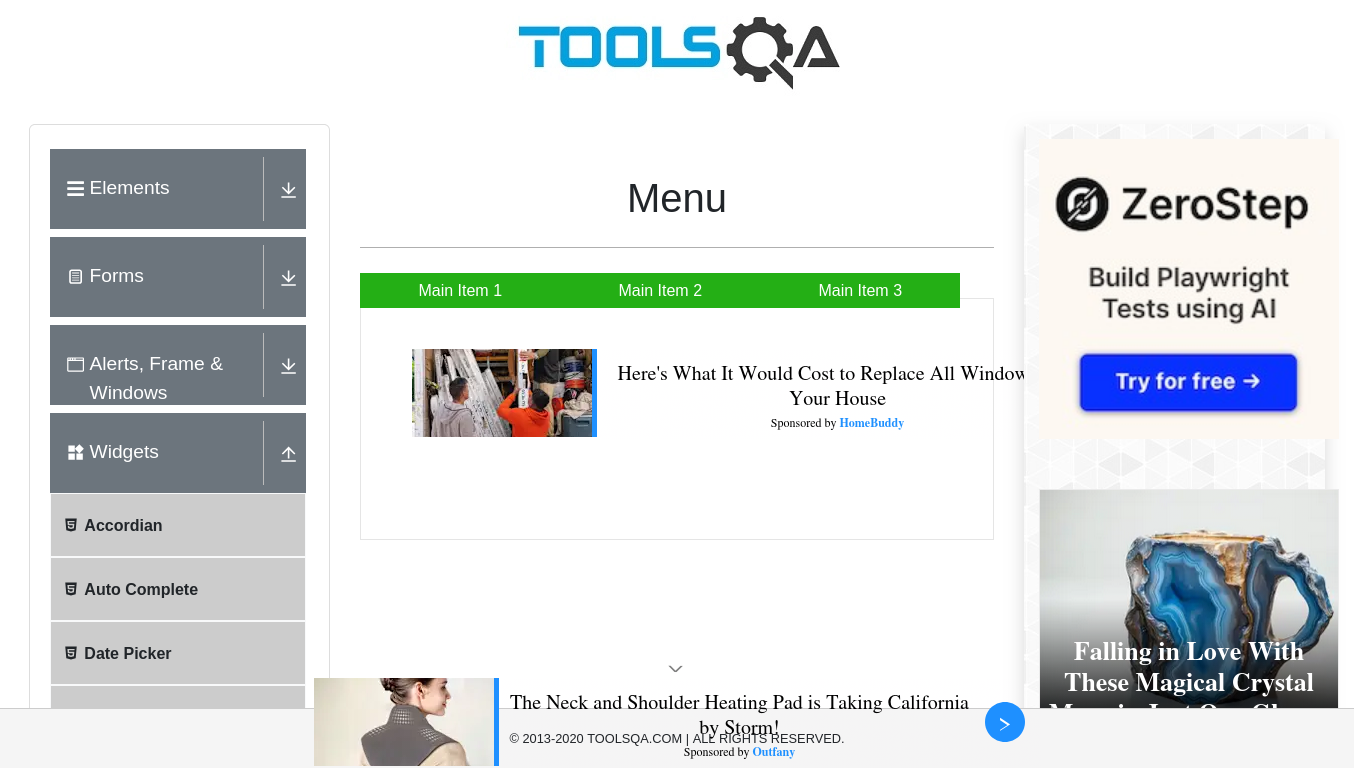 TOOLSQA
Elements
Forms
Alerts, Frame &
Windows
Widgets
Accordian
Auto Complete
Date Picker
Menu
Main Item 1
Main Item 2
Main Item 3
Here's What It Would Cost to Replace All Window
Your House
Sponsored by HomeBuddy
ZeroStep
Build Playwright
Tests using AI
Try for free →
Falling in Love With
These Magical Crystal
The Neck and Shoulder Heating Pad is Taking California
by Storm!
© 2013-2020 TOOLSQA.COM | ALL RIGHTS RESERVED.
Sponsored by Outfany